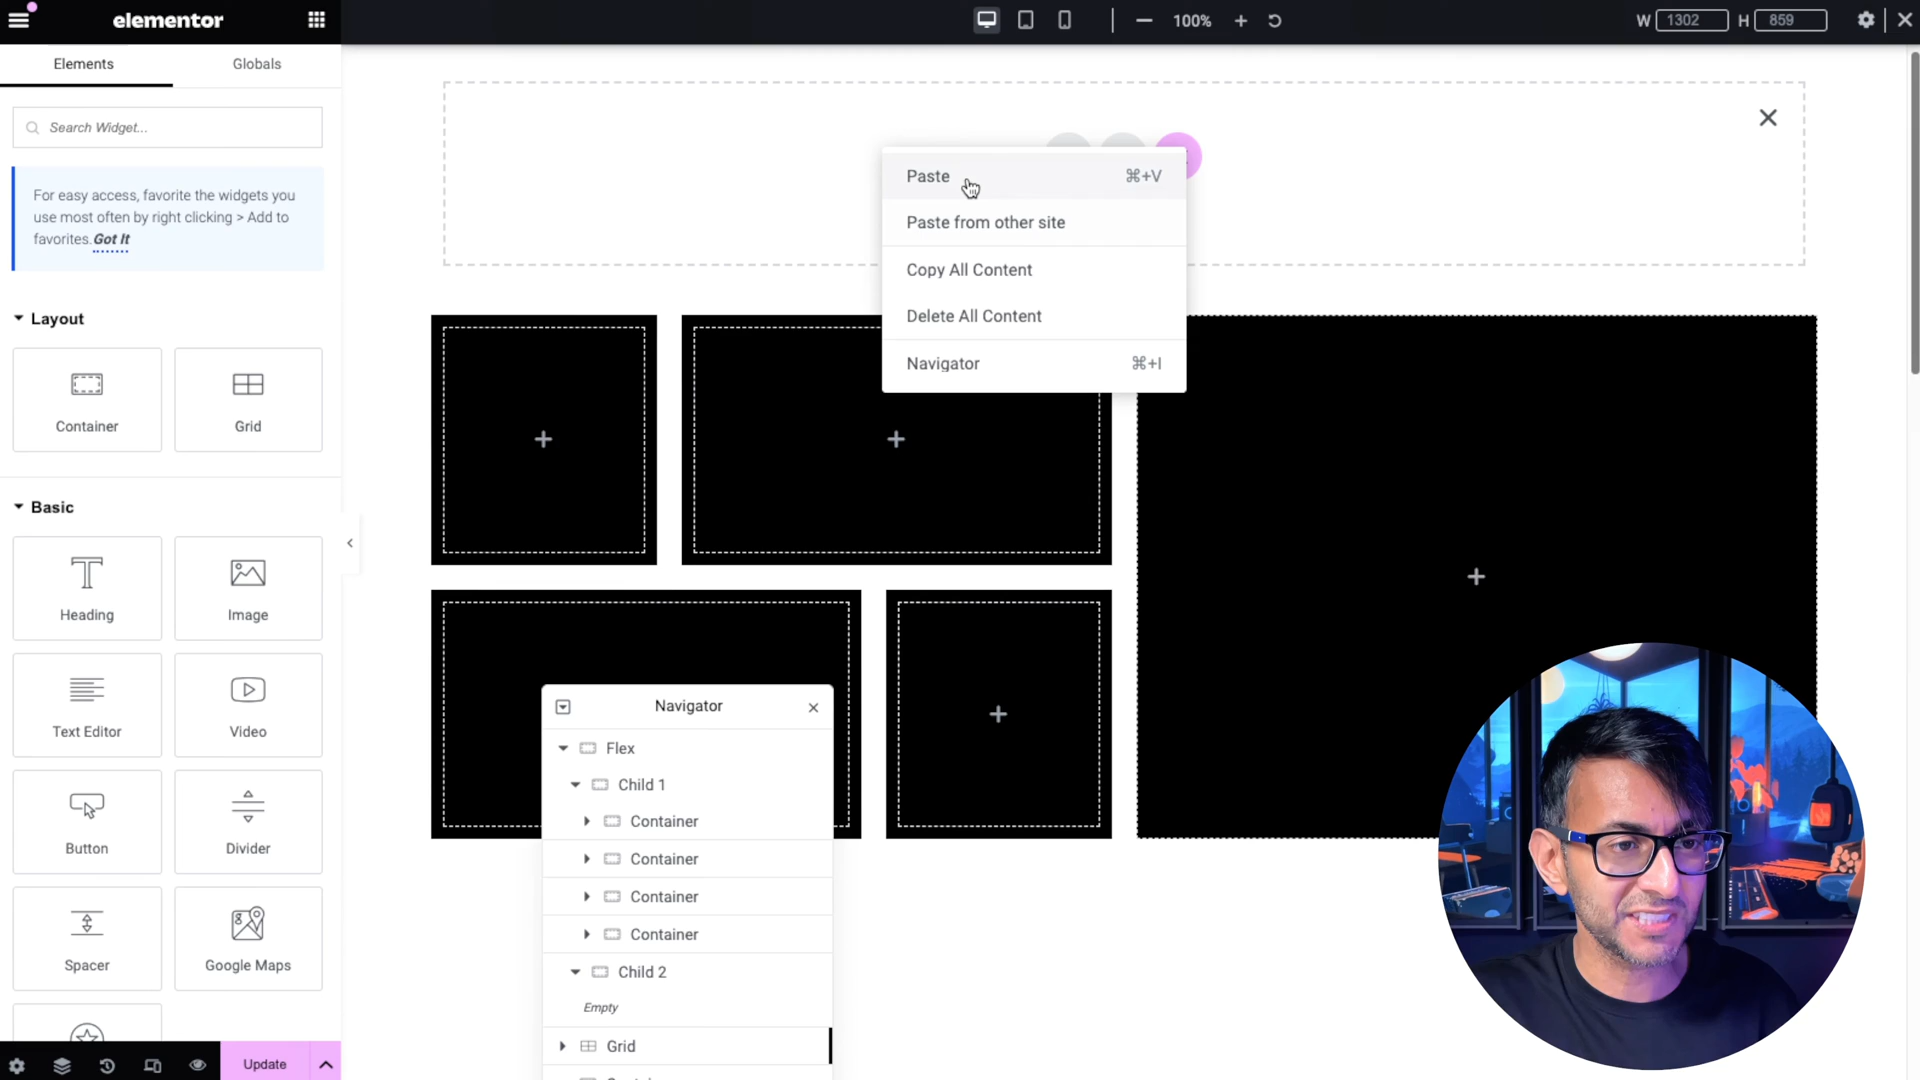 elementor
100%
W 1302 H 859
Elements Globals
Search Widget...
For easy access, favorite the widgets you
use most often by right clicking > Add to
favorites. Got It
Layout
Container
Grid
Basic
Heading
Image
Text Editor
Video
Button
Divider
Spacer
Google Maps
Update
Paste ⌘+V
Paste from other site
Copy All Content
Delete All Content
Navigator ⌘+I
Navigator
Flex
Child 1
Container
Container
Container
Container
Child 2
Empty
Grid